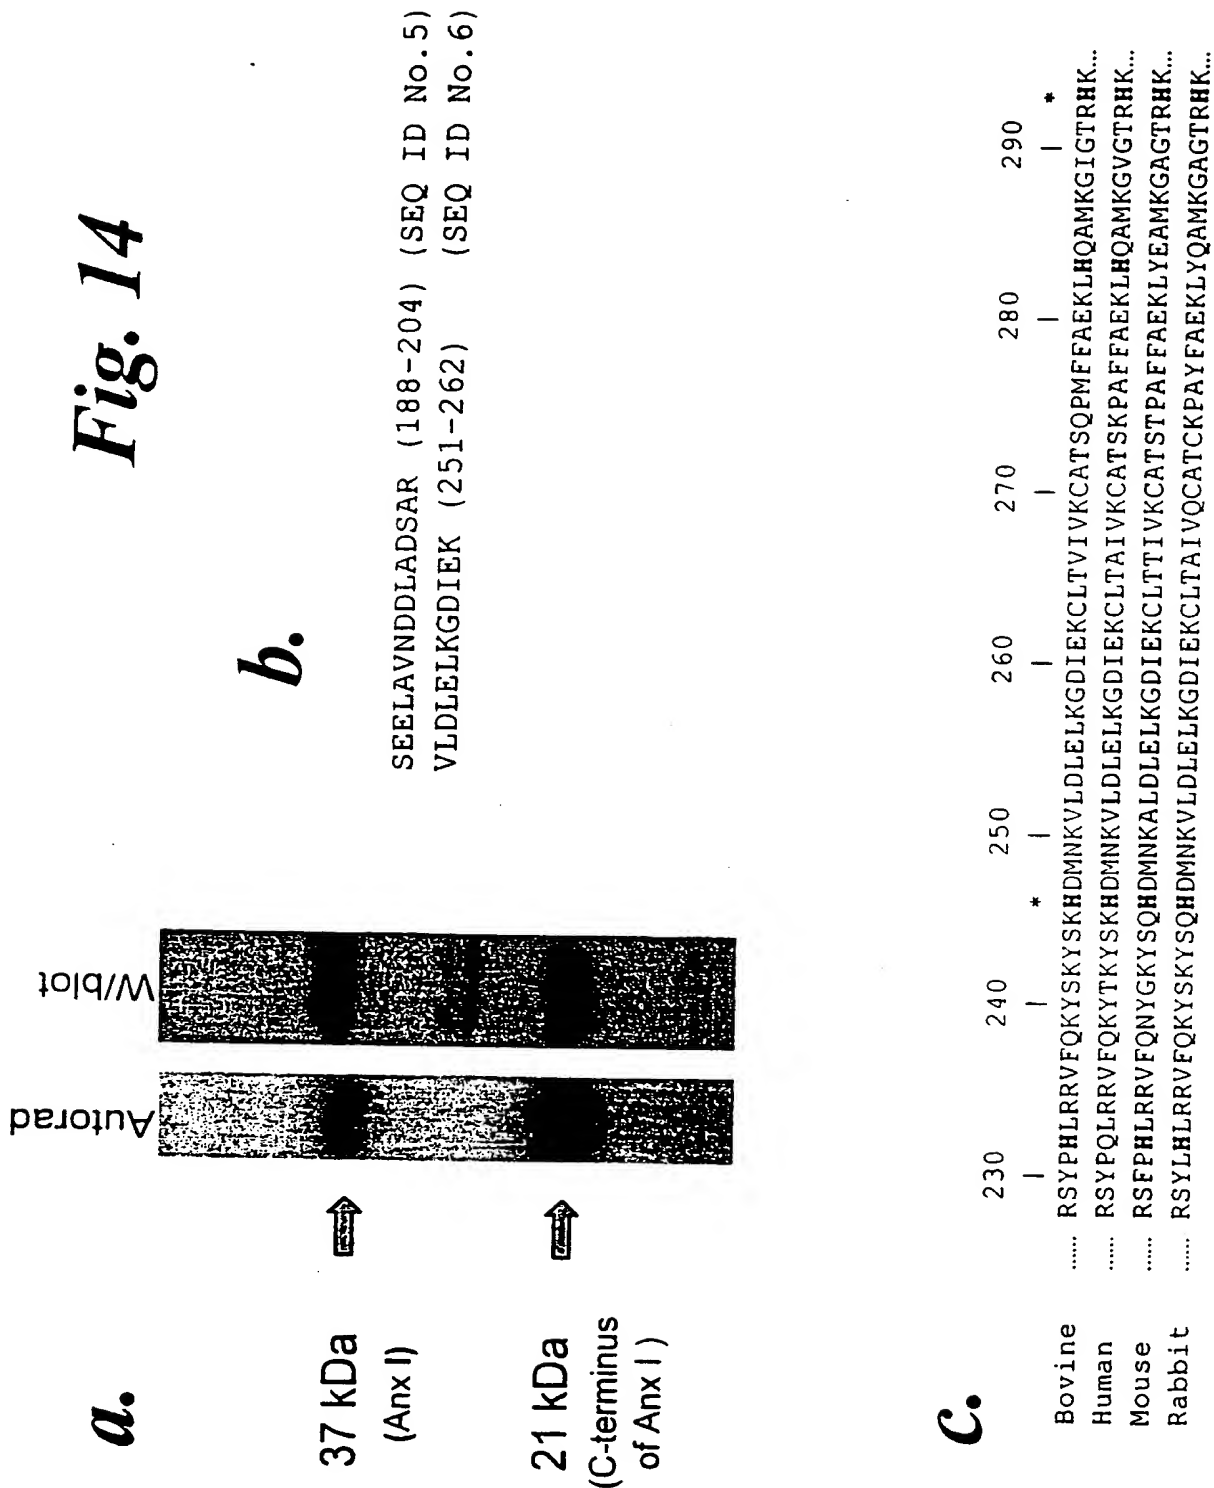 Fig. 14
a.
Autorad
W/blot
37 kDa
(Anx I)
21 kDa
(C-terminus
of Anx I )
b.
SEELAVNDDLADSAR (188-204) (SEQ ID No.5)
VLDLELKGDIEK (251-262) (SEQ ID No.6)
c.
230 240 250 260 270 280 290
* *
Bovine ...... RSYPHLRRVFQKYSKYSKHDMNKVLDLELKGDIEKCLTVIVKCATSQPMFFAEKLHQAMKGIGTRHK...
Human ...... RSYPQLRRVFQKYTKYSKHDMNKVLDLELKGDIEKCLTAIVKCATSKPAFFAEKLHQAMKGVGTRHK...
Mouse ...... RSFPHLRRVFQNYGKYSQHDMNKALDLELKGDIEKCLTTIVKCATSTPAFFAEKLYEAMKGAGTRHK...
Rabbit ...... RSYLHLRRVFQKYSKYSQHDMNKVLDLELKGDIEKCLTAIVQCATCKPAYFAEKLYQAMKGAGTRHK...